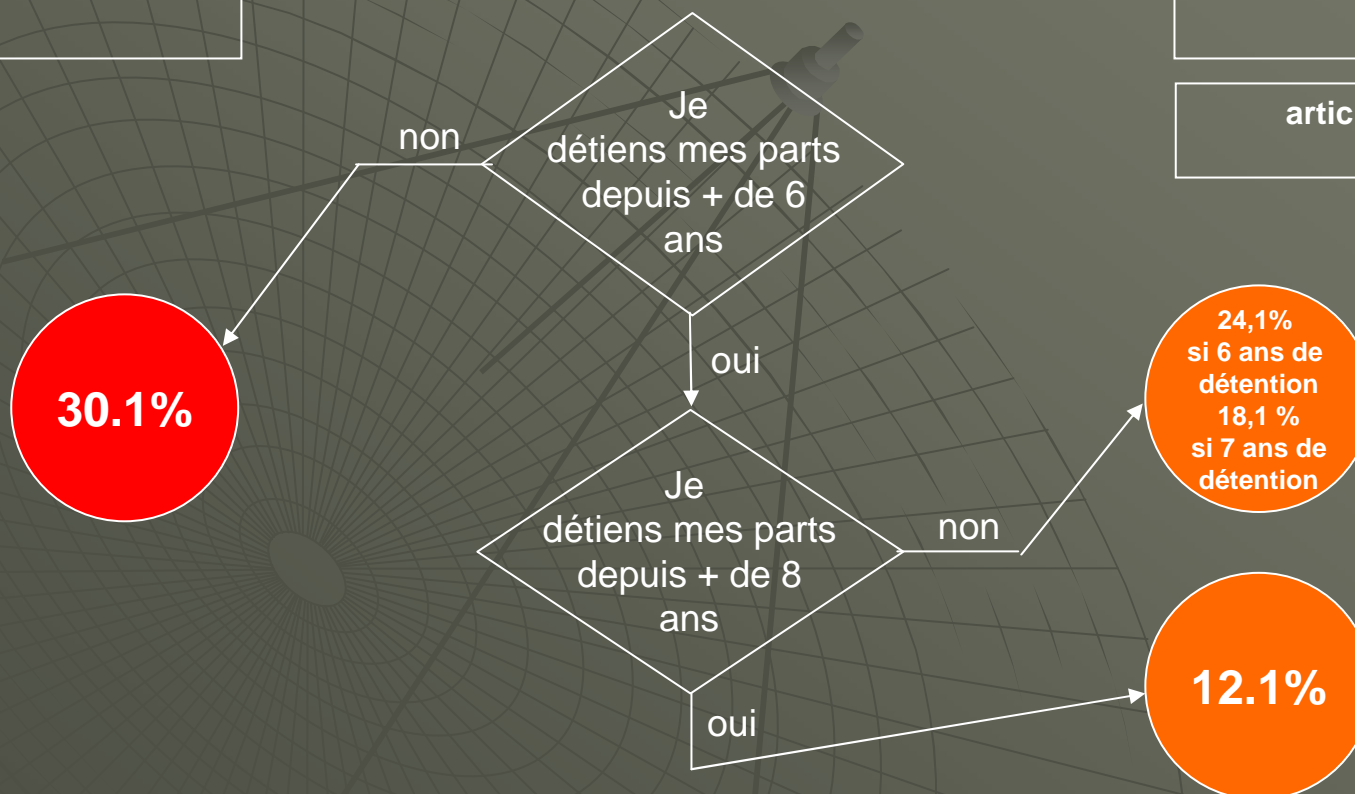 artic
Je
détiens mes parts
depuis + de 6
ans
non
oui
30.1%
24,1%
si 6 ans de
détention
18,1 %
si 7 ans de
détention
Je
détiens mes parts
depuis + de 8
ans
non
oui
12.1%